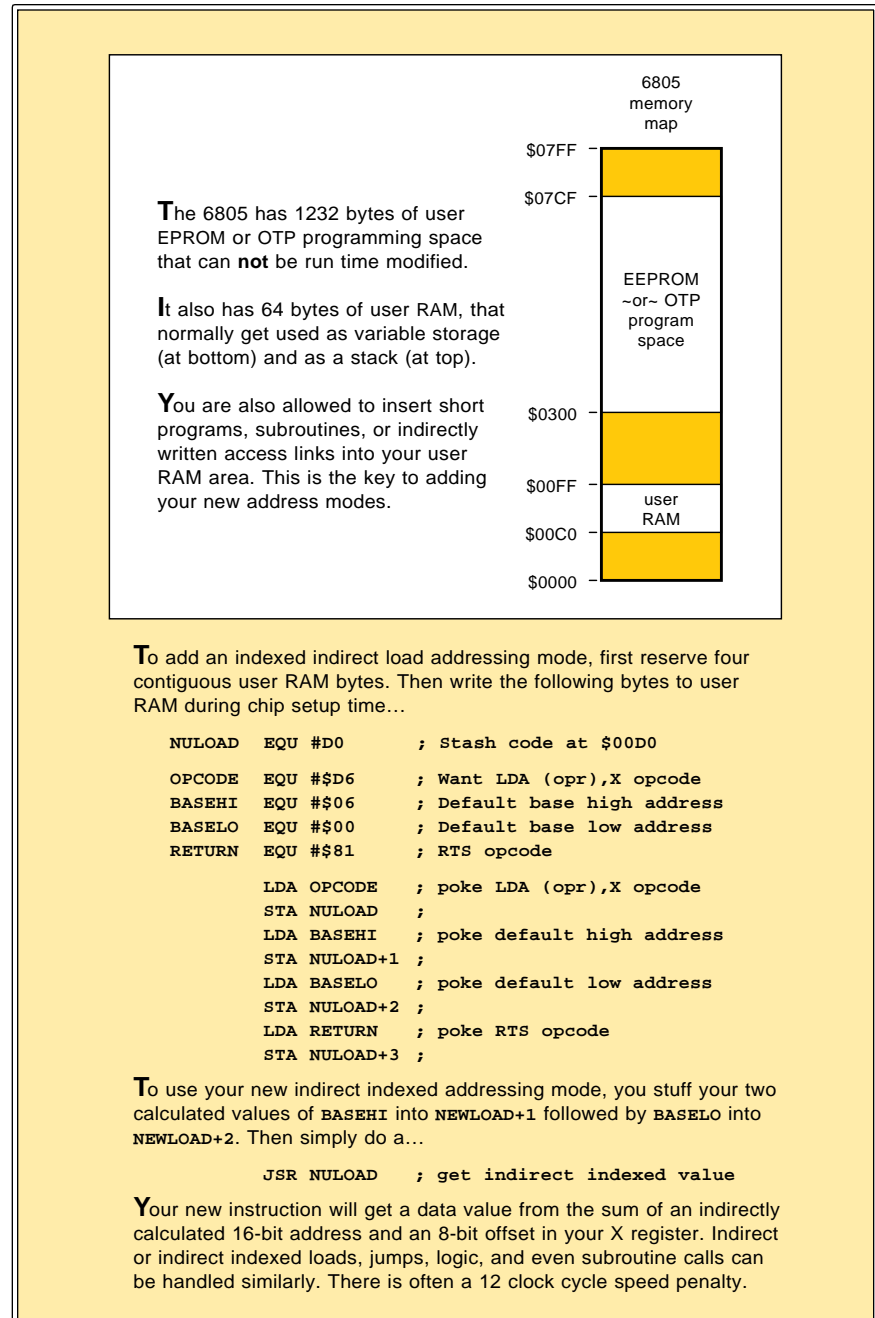 6805
memory
map
$07FF
$07CF
The 6805 has 1232 bytes of user
EPROM or OTP programming space
that can not be run time modified.
EEPROM
~or~ OTP
program
space
It also has 64 bytes of user RAM, that
normally get used as variable storage
(at bottom) and as a stack (at top).
You are also allowed to insert short
programs, subroutines, or indirectly
written access links into your user
RAM area. This is the key to adding
your new address modes.
$0300
$00FF
user
RAM
$00C0
$0000
To add an indexed indirect load addressing mode, first reserve four
contiguous user RAM bytes. Then write the following bytes to user
RAM during chip setup time…
NULOAD EQU #D0 ; Stash code at $00D0
OPCODE EQU #$D6 ; Want LDA (opr),X opcode
BASEHI EQU #$06 ; Default base high address
BASELO EQU #$00 ; Default base low address
RETURN EQU #$81 ; RTS opcode
LDA OPCODE ; poke LDA (opr),X opcode
STA NULOAD ;
LDA BASEHI ; poke default high address
STA NULOAD+1 ;
LDA BASELO ; poke default low address
STA NULOAD+2 ;
LDA RETURN ; poke RTS opcode
STA NULOAD+3 ;
To use your new indirect indexed addressing mode, you stuff your two
calculated values of BASEHI into NEWLOAD+1 followed by BASELO into
NEWLOAD+2. Then simply do a…
JSR NULOAD ; get indirect indexed value
Your new instruction will get a data value from the sum of an indirectly
calculated 16-bit address and an 8-bit offset in your X register. Indirect
or indirect indexed loads, jumps, logic, and even subroutine calls can
be handled similarly. There is often a 12 clock cycle speed penalty.